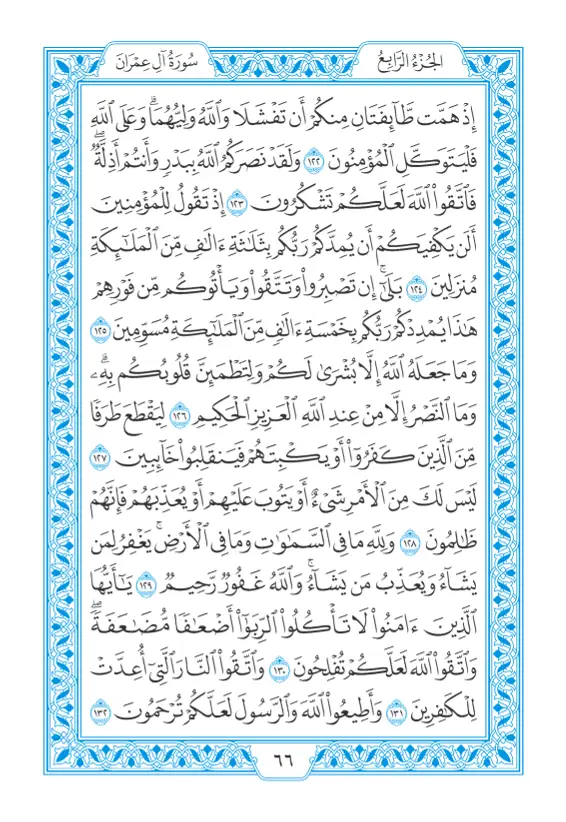 الجُزْءُ الرَّابِعُ
سُورَةُ آلِ عِمْرَانَ
إِذْ هَمَّت طَّآئِفَتَانِ مِنكُمْ أَن تَفْشَلَا وَٱللَّهُ وَلِيُّهُمَاۗ وَعَلَى ٱللَّهِ
فَلْيَتَوَكَّلِ ٱلْمُؤْمِنُونَ ١٢٢ وَلَقَدْ نَصَرَكُمُ ٱللَّهُ بِبَدْرٍ وَأَنتُمْ أَذِلَّةٌۖ
فَٱتَّقُوا۟ ٱللَّهَ لَعَلَّكُمْ تَشْكُرُونَ ١٢٣ إِذْ تَقُولُ لِلْمُؤْمِنِينَ
أَلَن يَكْفِيَكُمْ أَن يُمِدَّكُمْ رَبُّكُم بِثَلَٰثَةِ ءَالَٰفٍ مِّنَ ٱلْمَلَٰٓئِكَةِ
مُنزَلِينَ ١٢٤ بَلَىٰٓۚ إِن تَصْبِرُوا۟ وَتَتَّقُوا۟ وَيَأْتُوكُم مِّن فَوْرِهِمْ
هَٰذَا يُمْدِدْكُمْ رَبُّكُم بِخَمْسَةِ ءَالَٰفٍ مِّنَ ٱلْمَلَٰٓئِكَةِ مُسَوِّمِينَ ١٢٥
وَمَا جَعَلَهُ ٱللَّهُ إِلَّا بُشْرَىٰ لَكُمْ وَلِتَطْمَئِنَّ قُلُوبُكُم بِهِۦۗ
وَمَا ٱلنَّصْرُ إِلَّا مِنْ عِندِ ٱللَّهِ ٱلْعَزِيزِ ٱلْحَكِيمِ ١٢٦ لِيَقْطَعَ طَرَفًا
مِّنَ ٱلَّذِينَ كَفَرُوٓا۟ أَوْ يَكْبِتَهُمْ فَيَنقَلِبُوا۟ خَآئِبِينَ ١٢٧
لَيْسَ لَكَ مِنَ ٱلْأَمْرِ شَىْءٌ أَوْ يَتُوبَ عَلَيْهِمْ أَوْ يُعَذِّبَهُمْ فَإِنَّهُمْ
ظَٰلِمُونَ ١٢٨ وَلِلَّهِ مَا فِى ٱلسَّمَٰوَٰتِ وَمَا فِى ٱلْأَرْضِۚ يَغْفِرُ لِمَن
يَشَآءُ وَيُعَذِّبُ مَن يَشَآءُۚ وَٱللَّهُ غَفُورٌ رَّحِيمٌ ١٢٩ يَٰٓأَيُّهَا
ٱلَّذِينَ ءَامَنُوا۟ لَا تَأْكُلُوا۟ ٱلرِّبَوٰٓا۟ أَضْعَٰفًا مُّضَٰعَفَةًۖ
وَٱتَّقُوا۟ ٱللَّهَ لَعَلَّكُمْ تُفْلِحُونَ ١٣٠ وَٱتَّقُوا۟ ٱلنَّارَ ٱلَّتِىٓ أُعِدَّتْ
لِلْكَٰفِرِينَ ١٣١ وَأَطِيعُوا۟ ٱللَّهَ وَٱلرَّسُولَ لَعَلَّكُمْ تُرْحَمُونَ ١٣٢
٦٦